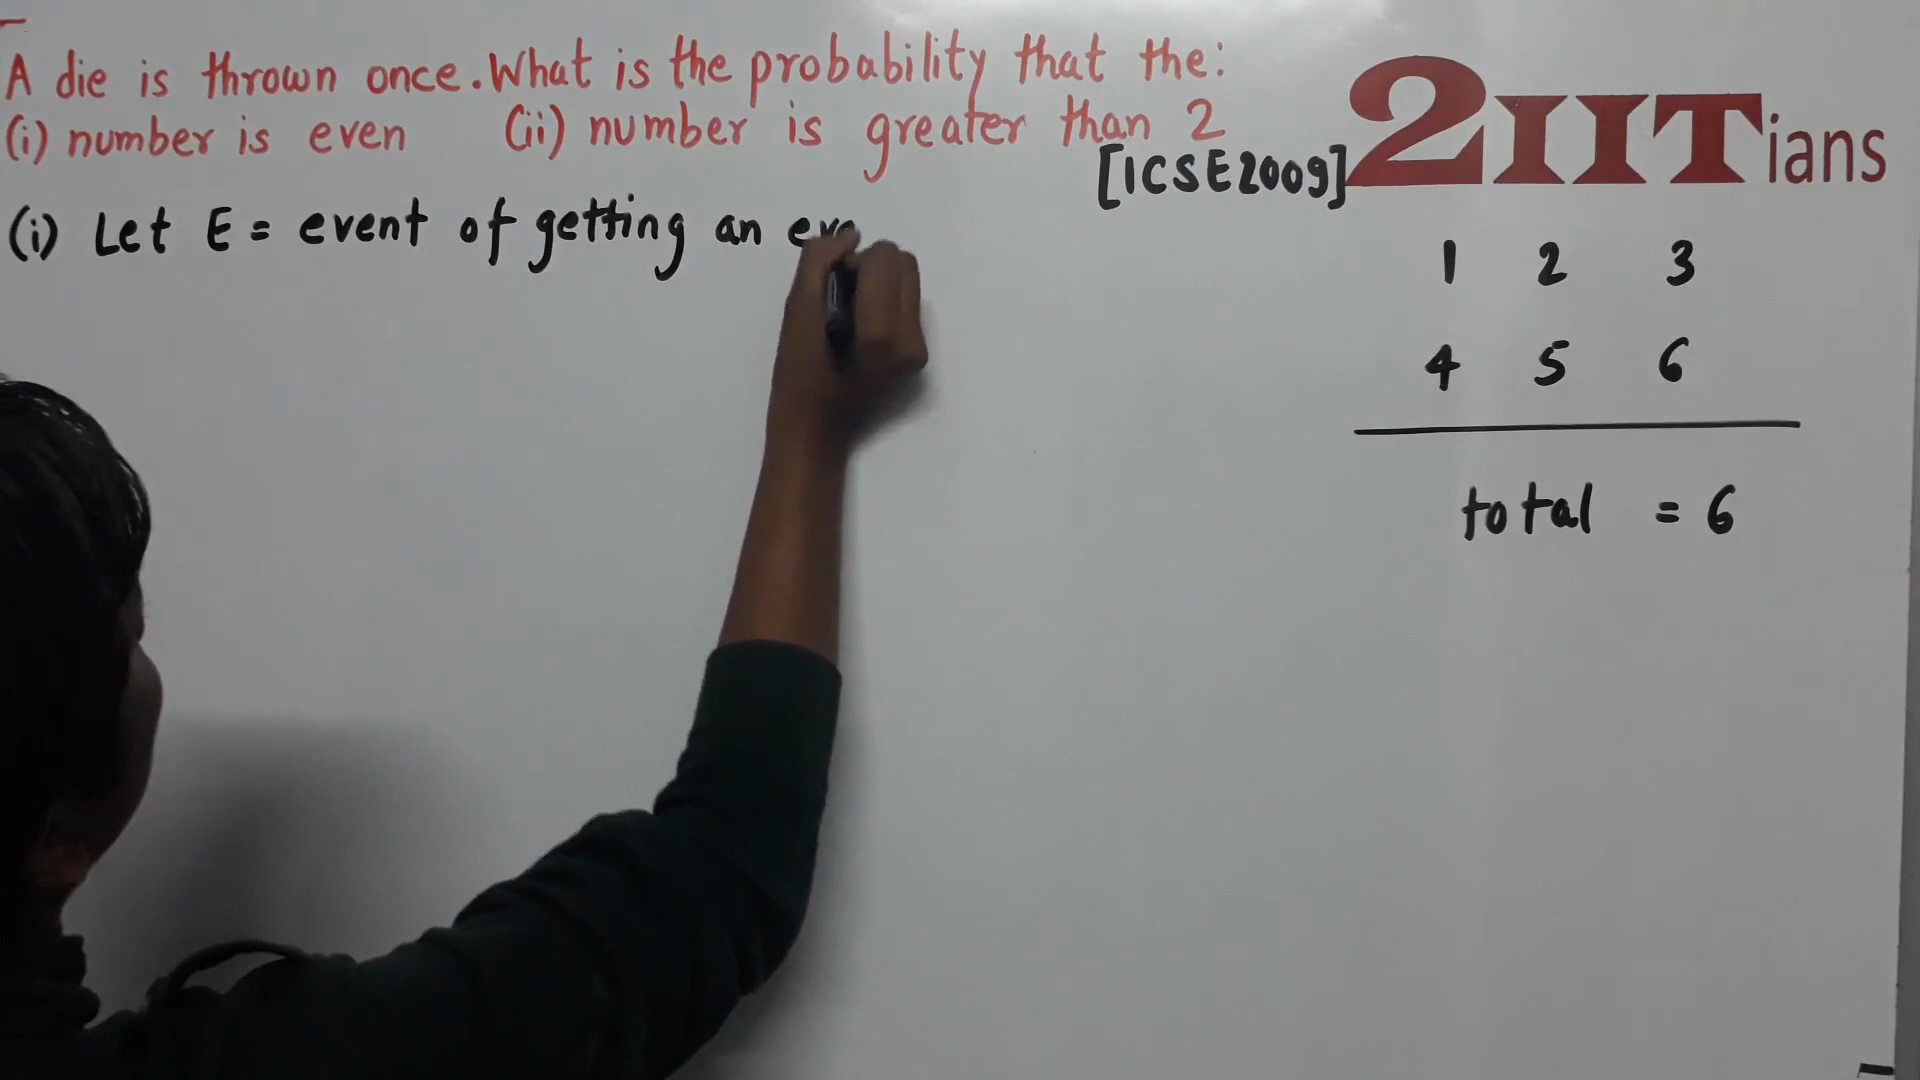 A die is thrown once. What is the probability that the:
(i) number is even (ii) number is greater than 2
[ICSE2009]
2IITians
(i) Let E = event of getting an eve
1 2 3
4 5 6
total = 6